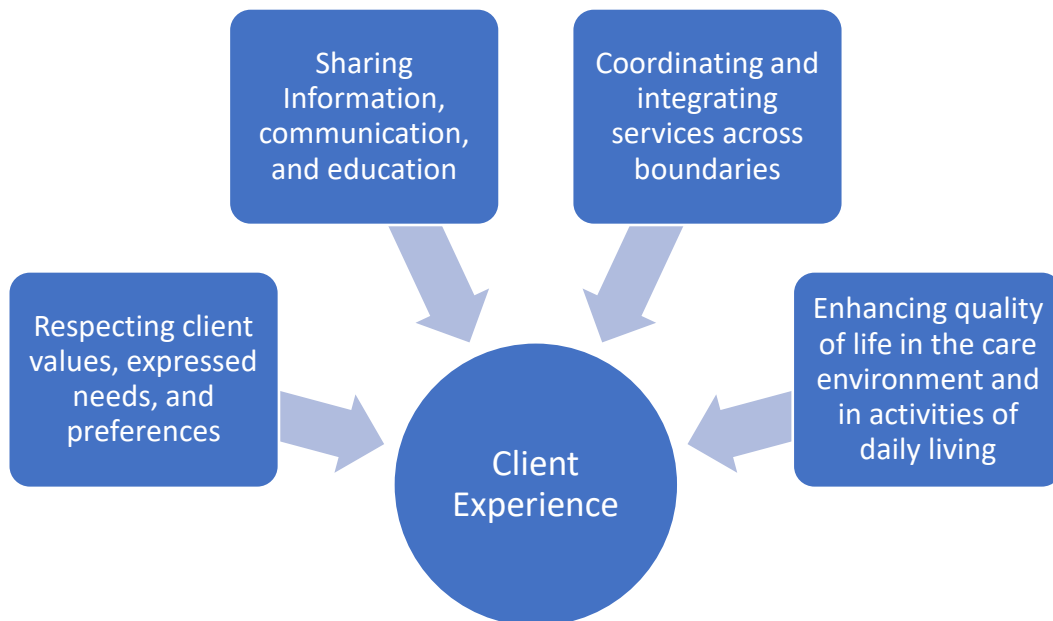 Sharing
Information,
communication,
and education
Coordinating and
integrating
services across
boundaries
Respecting client
values, expressed
needs, and
preferences
Enhancing quality
of life in the care
environment and
in activities of
daily living
Client
Experience